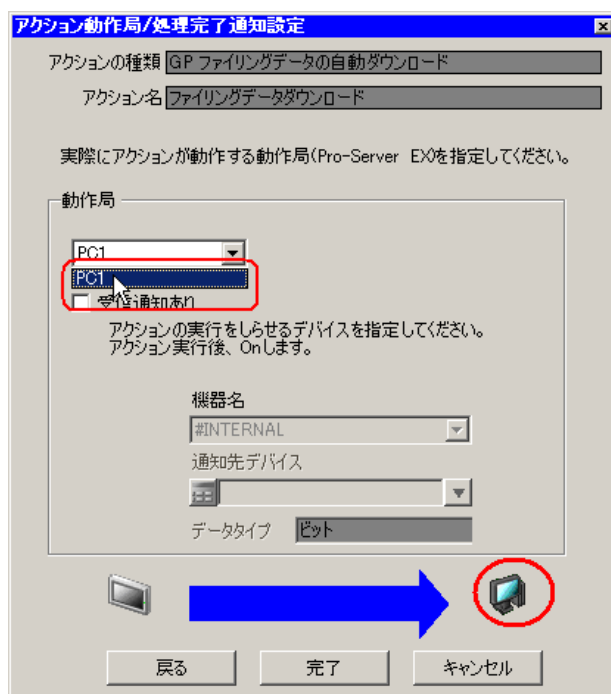 アクション動作局/処理完了通知設定
アクションの種類 GP ファイリングデータの自動ダウンロード
アクション名 ファイリングデータダウンロード
実際にアクションが動作する動作局(Pro-Server EX)を指定してください。
動作局
PC1
PC1
受信通知あり
アクションの実行をしらせるデバイスを指定してください。
アクション実行後、Onします。
機器名
#INTERNAL
通知先デバイス
データタイプ ビット
戻る 完了 キャンセル